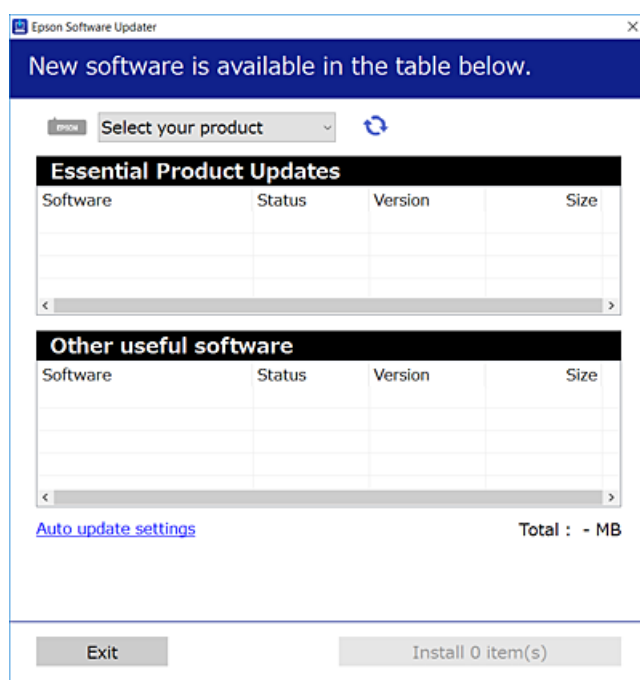 Epson Software Updater
New software is available in the table below.
EPSON Select your product
Essential Product Updates
Software Status Version Size
Other useful software
Software Status Version Size
Auto update settings Total : - MB
Exit Install 0 item(s)